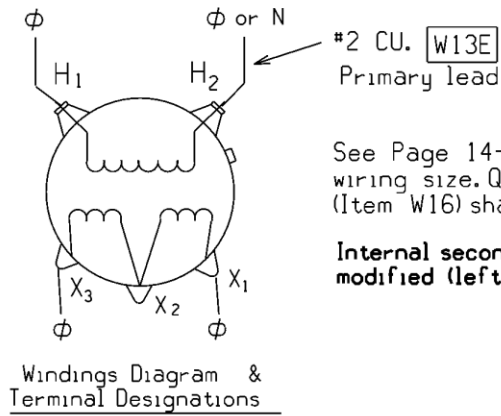 Φ
Φ or N
#2 CU. W13E
Primary lead
H1
H2
See Page 14-
wiring size. Q
(Item W16) sha
Internal secon
modified (left
X3
X2
X1
Φ
Φ
Windings Diagram &
Terminal Designations